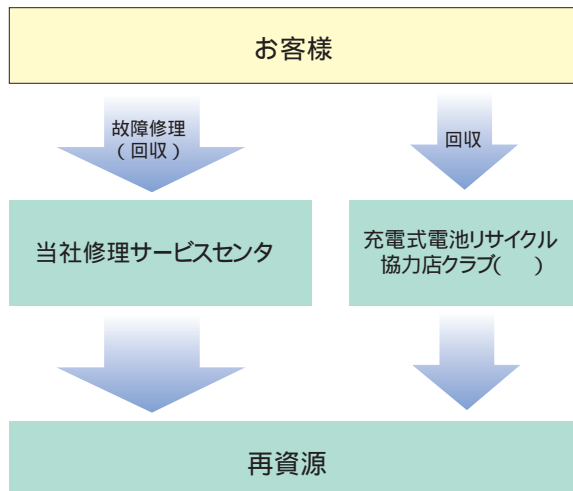 お客様
故障修理
(回収)
回収
当社修理サービスセンタ
充電式電池リサイクル
協力店クラブ(　)
再資源